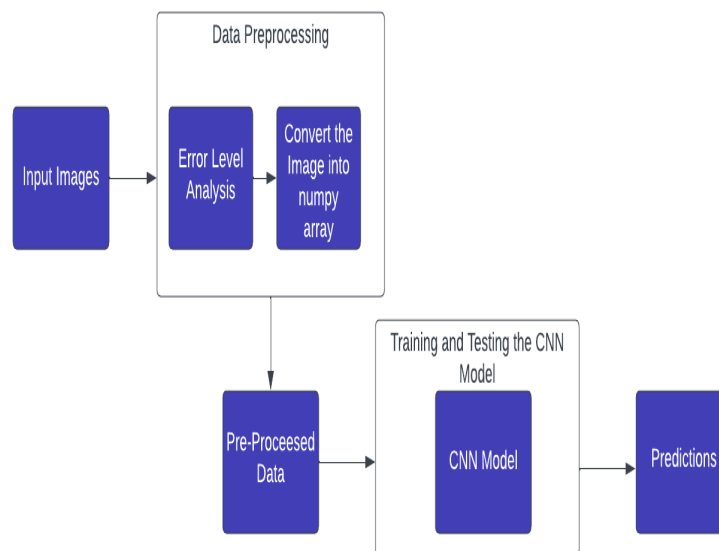 Data Preprocessing
Input Images
Error Level
Analysis
Convert the
Image into
numpy
array
Training and Testing the CNN
Model
Pre-Proceesed
Data
CNN Model
Predictions